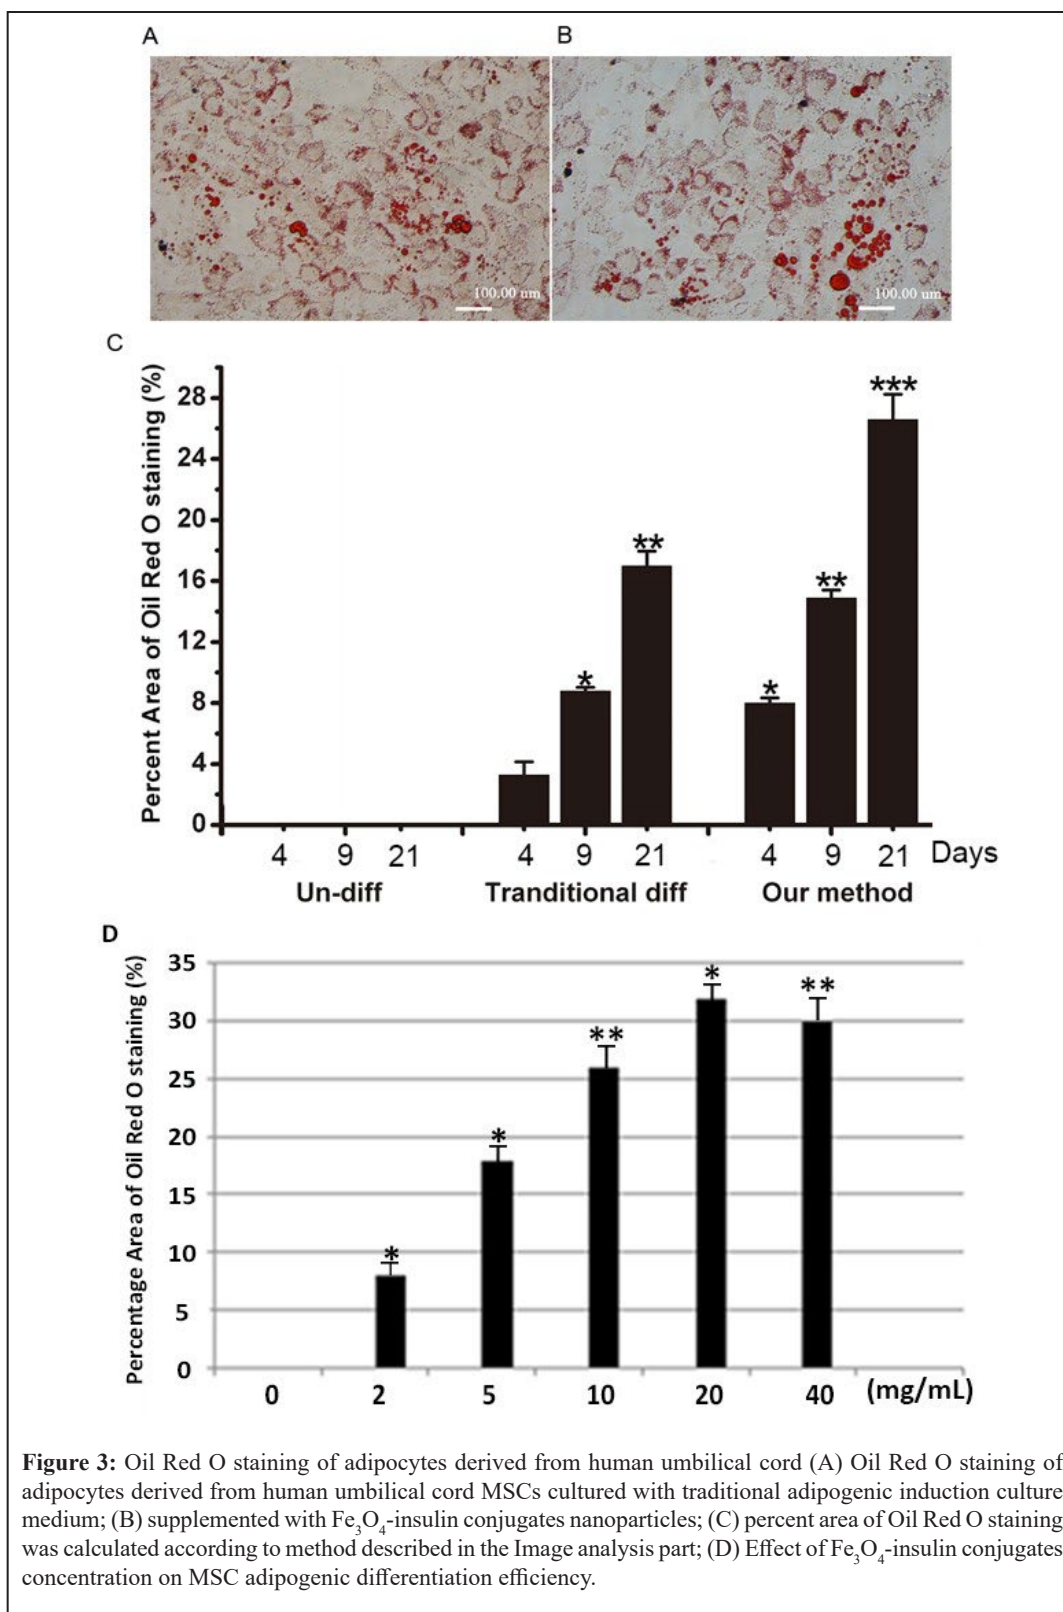 A
B
100.00 um
100.00 um
C
Percent Area of Oil Red O staining (%)
28
24
20
16
12
8
4
0
*
**
*
**
***
4 9 21 4 9 21 4 9 21 Days
Un-diff Tranditional diff Our method
D
Percentage Area of Oil Red O staining (%)
35
30
25
20
15
10
5
0
*
*
**
*
**
0 2 5 10 20 40 (mg/mL)
Figure 3: Oil Red O staining of adipocytes derived from human umbilical cord (A) Oil Red O staining of
adipocytes derived from human umbilical cord MSCs cultured with traditional adipogenic induction culture
medium; (B) supplemented with Fe₃O₄-insulin conjugates nanoparticles; (C) percent area of Oil Red O staining
was calculated according to method described in the Image analysis part; (D) Effect of Fe₃O₄-insulin conjugates
concentration on MSC adipogenic differentiation efficiency.